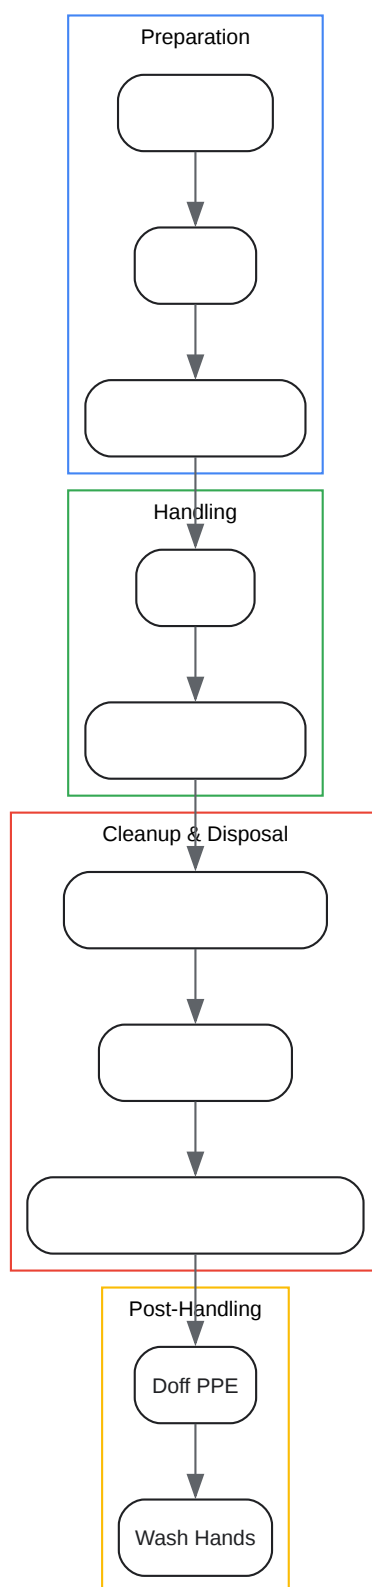 Preparation
Handling
Cleanup & Disposal
Post-Handling
Doff PPE
Wash Hands